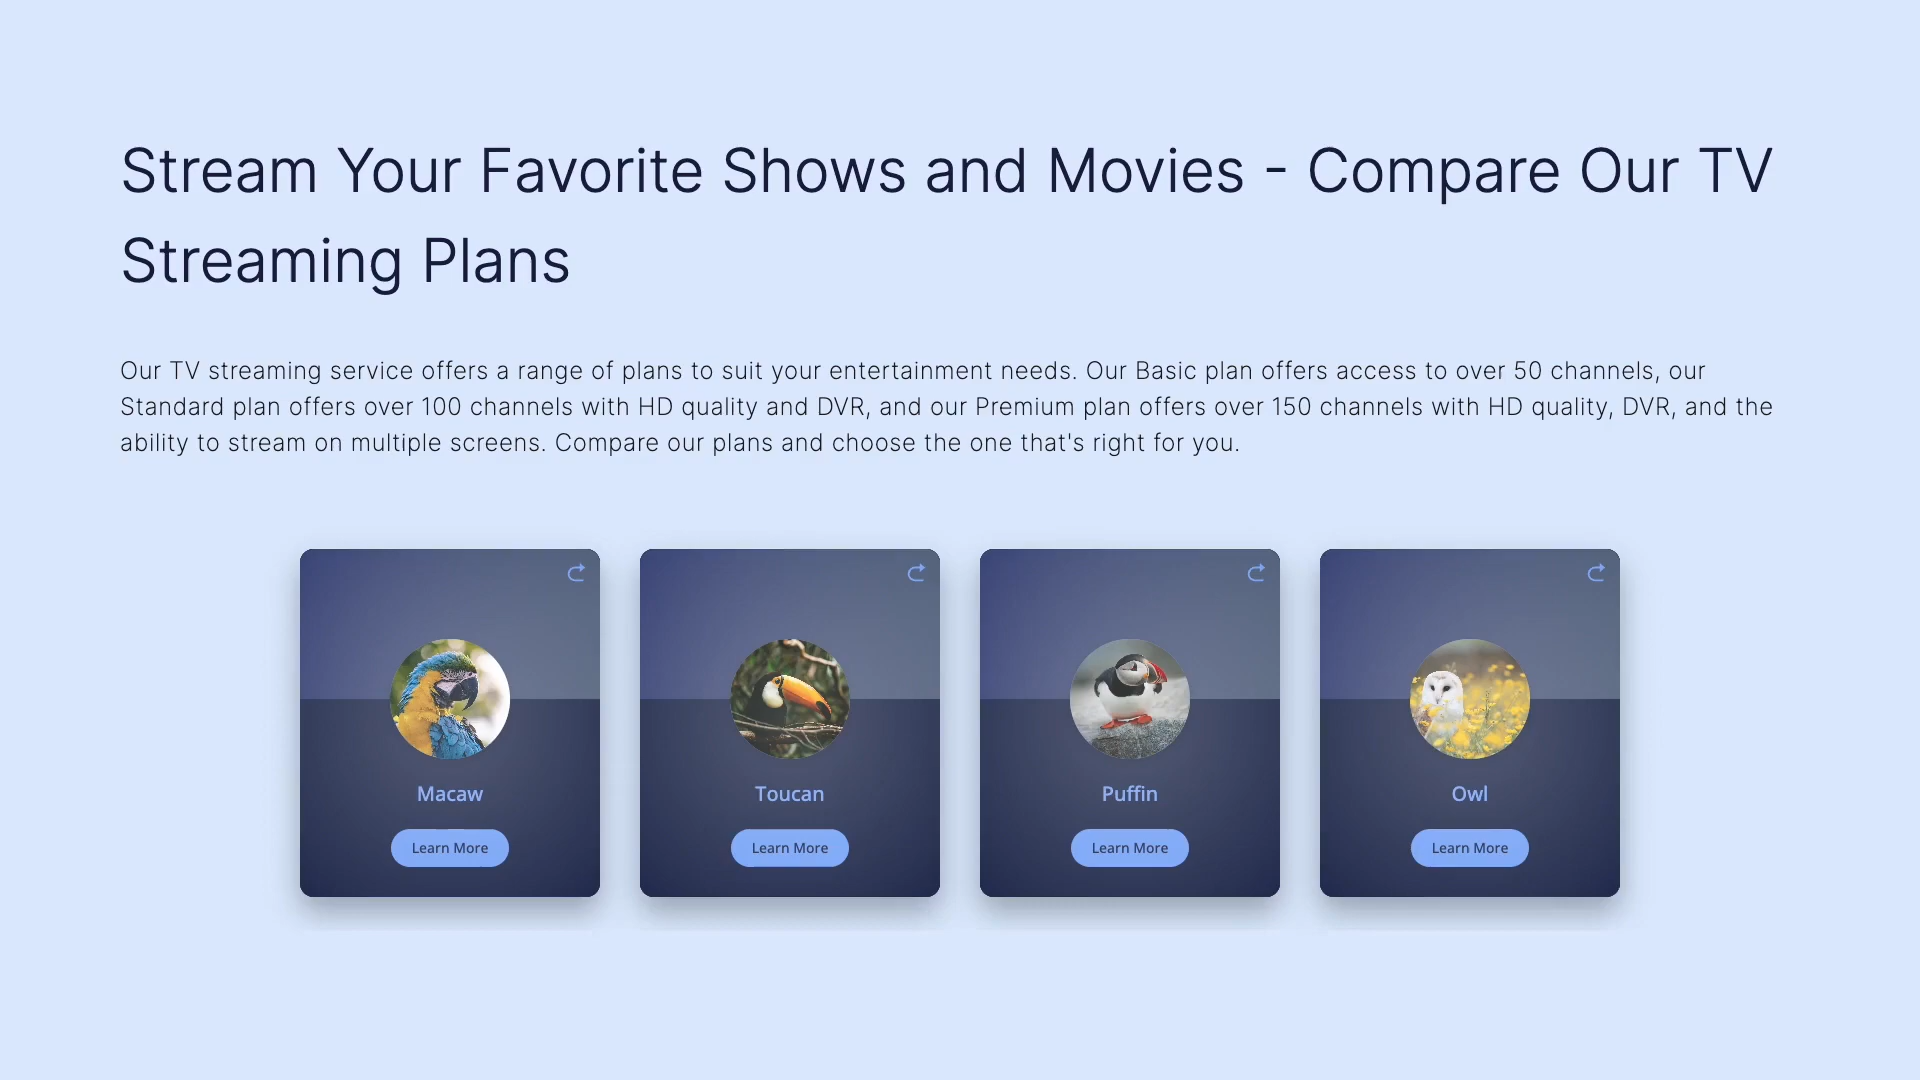 Stream Your Favorite Shows and Movies - Compare Our TV
Streaming Plans
Our TV streaming service offers a range of plans to suit your entertainment needs. Our Basic plan offers access to over 50 channels, our
Standard plan offers over 100 channels with HD quality and DVR, and our Premium plan offers over 150 channels with HD quality, DVR, and the
ability to stream on multiple screens. Compare our plans and choose the one that's right for you.
Macaw
Learn More
Toucan
Learn More
Puffin
Learn More
Owl
Learn More